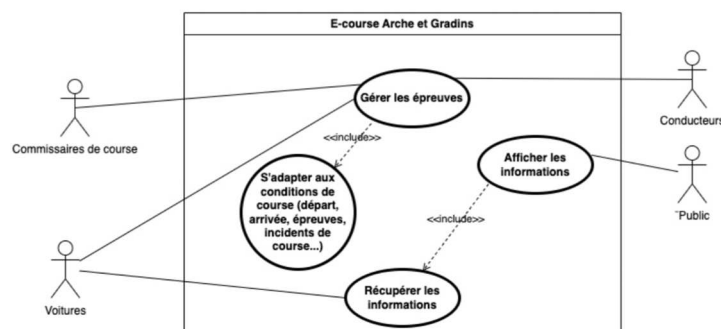 E-course Arche et Gradins
Gérer les épreuves
Commissaires de course
Conducteurs
<<include>>
Afficher les
informations
S'adapter aux
conditions de
course (départ,
arrivée, épreuves,
incidents de
course...)
<<include>>
¨Public
Récupérer les
informations
Voitures